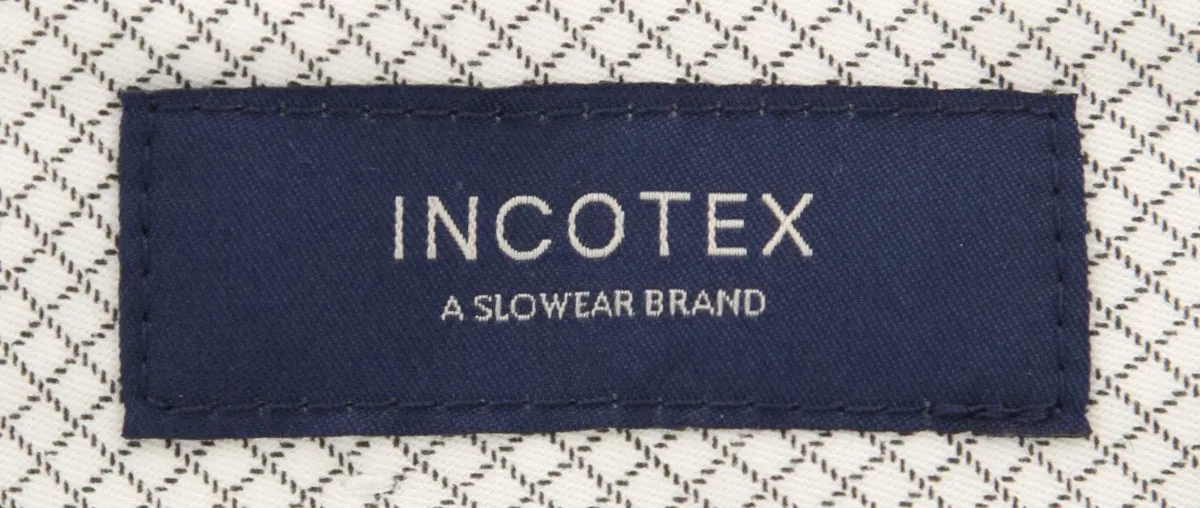 INCOTEX
A SLOWEAR BRAND